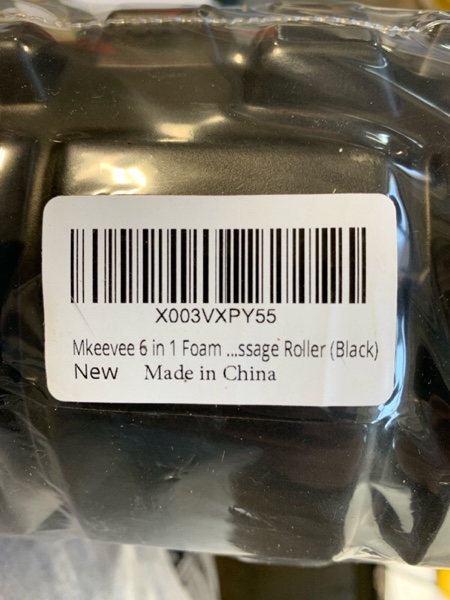 X003VXPY55
Mkeevee 6 in 1 Foam ...ssage Roller (Black)
New Made in China